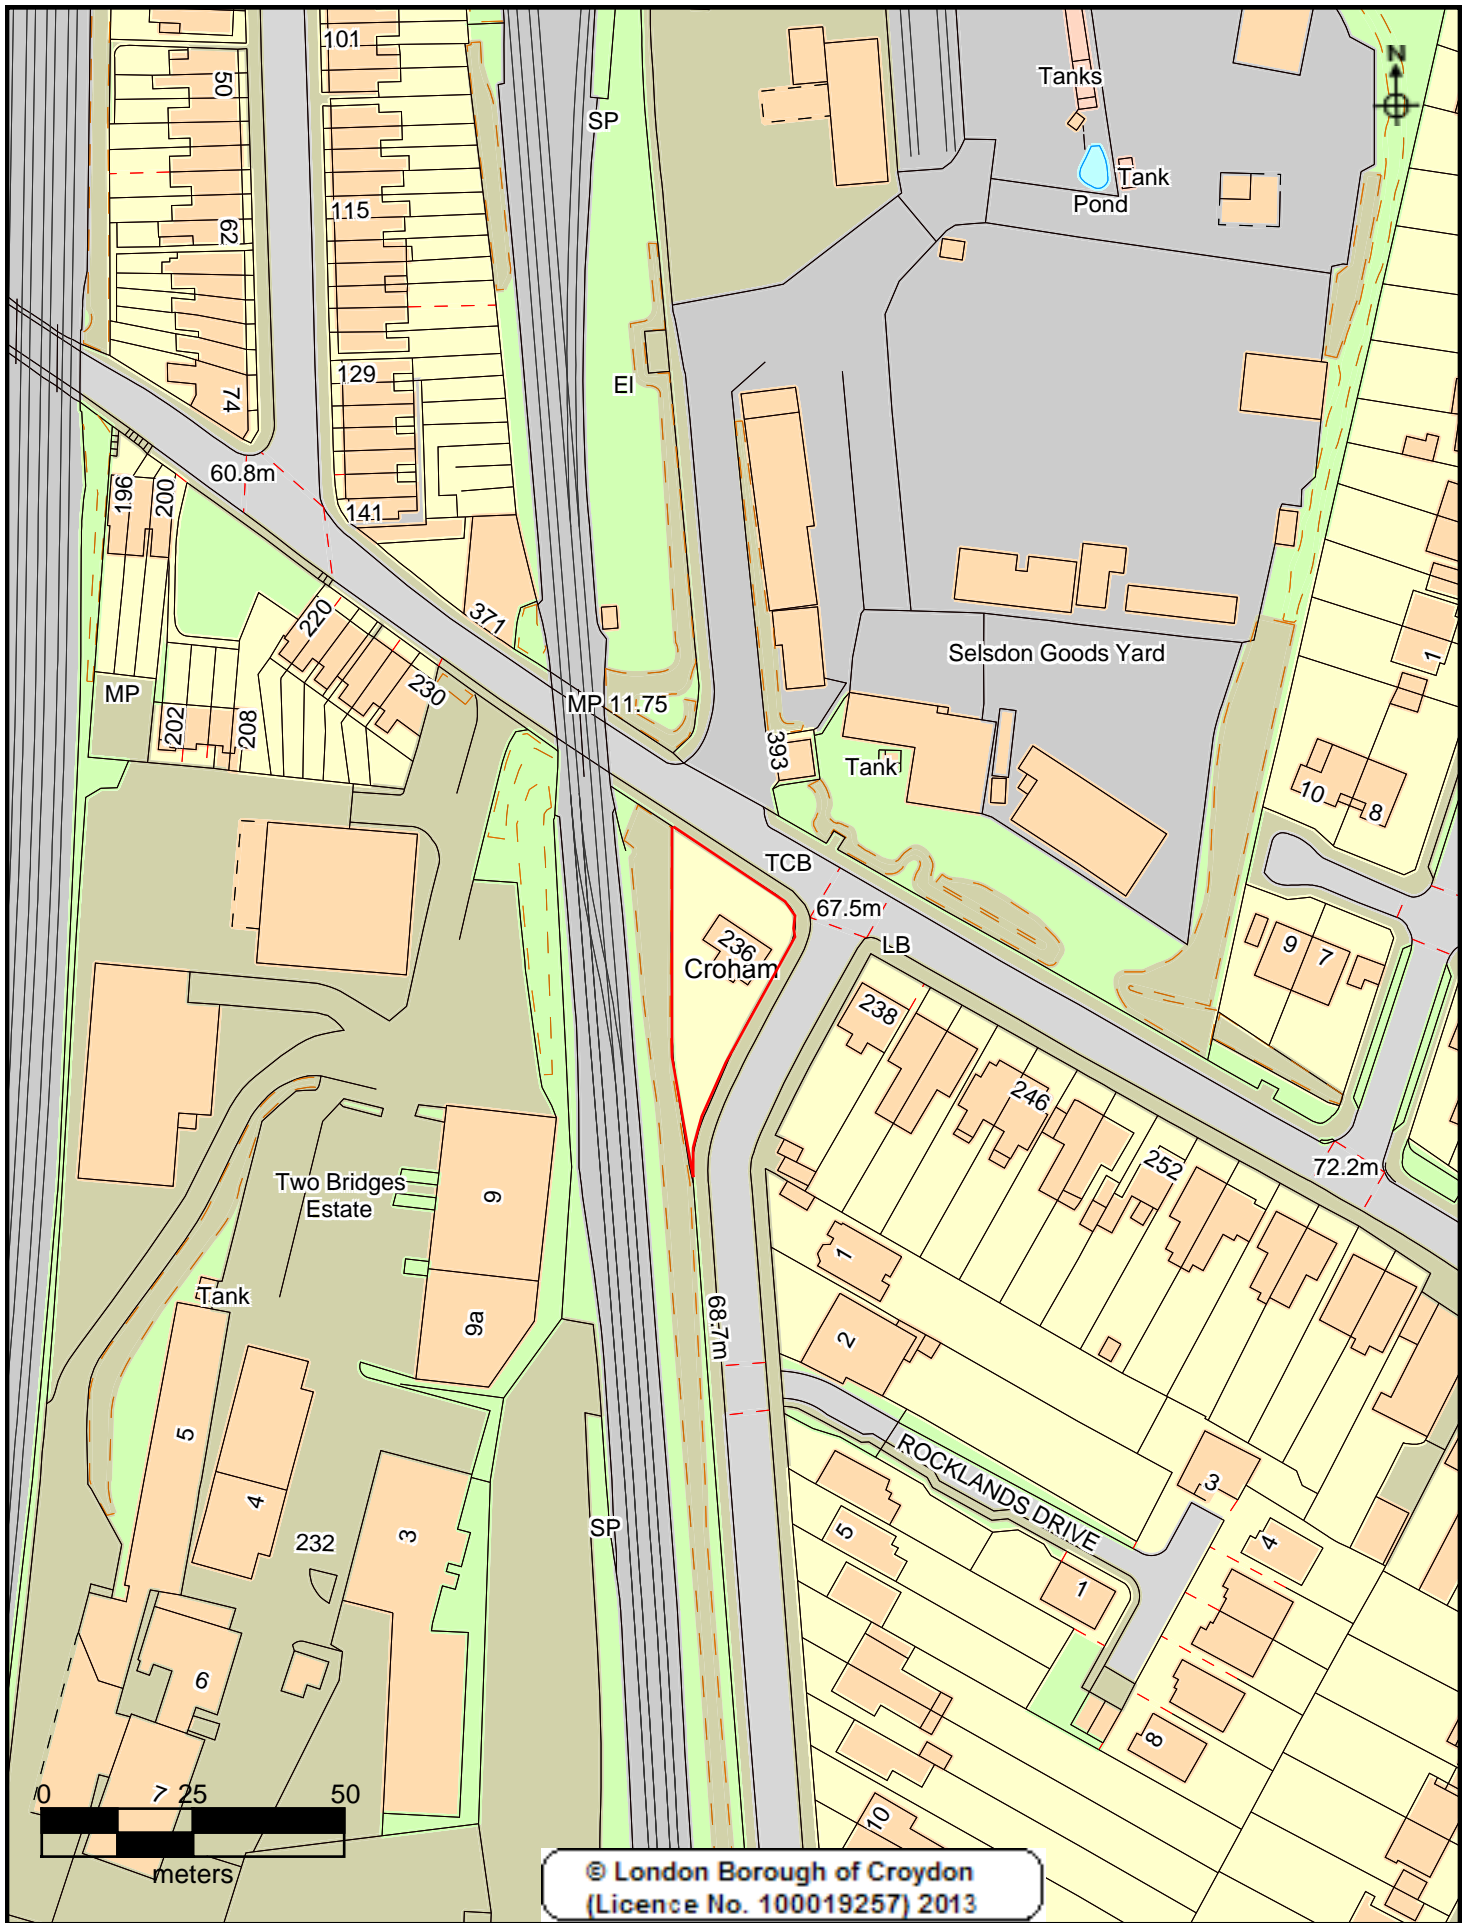 101
50
Tanks
N
SP
Tank
Pond
115
62
129
El
74
60.8m
196
200
141
371
220
Selsdon Goods Yard
1
MP
230
MP 11.75
202
208
393
Tank
10
8
TCB
67.5m
236
LB
9
7
Croham
238
246
252
72.2m
Two Bridges
Estate
9
1
Tank
9a
68.7m
2
5
ROCKLANDS DRIVE
4
3
232
3
SP
5
4
1
6
8
7
10
0 25 50
meters
© London Borough of Croydon
(Licence No. 100019257) 2013